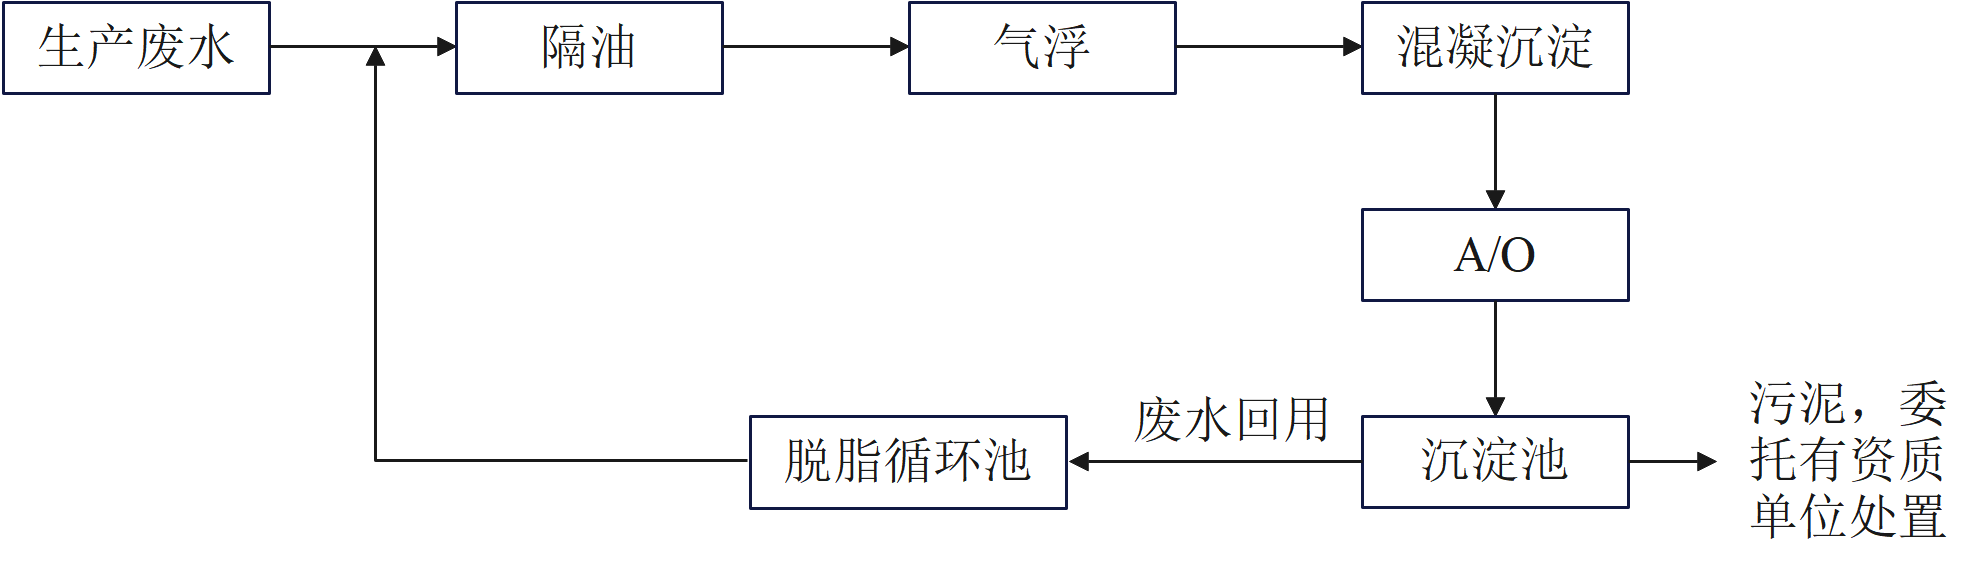 生产废水
隔油
气浮
混凝沉淀
A/O
废水回用
脱脂循环池
沉淀池
污泥，委
托有资质
单位处置